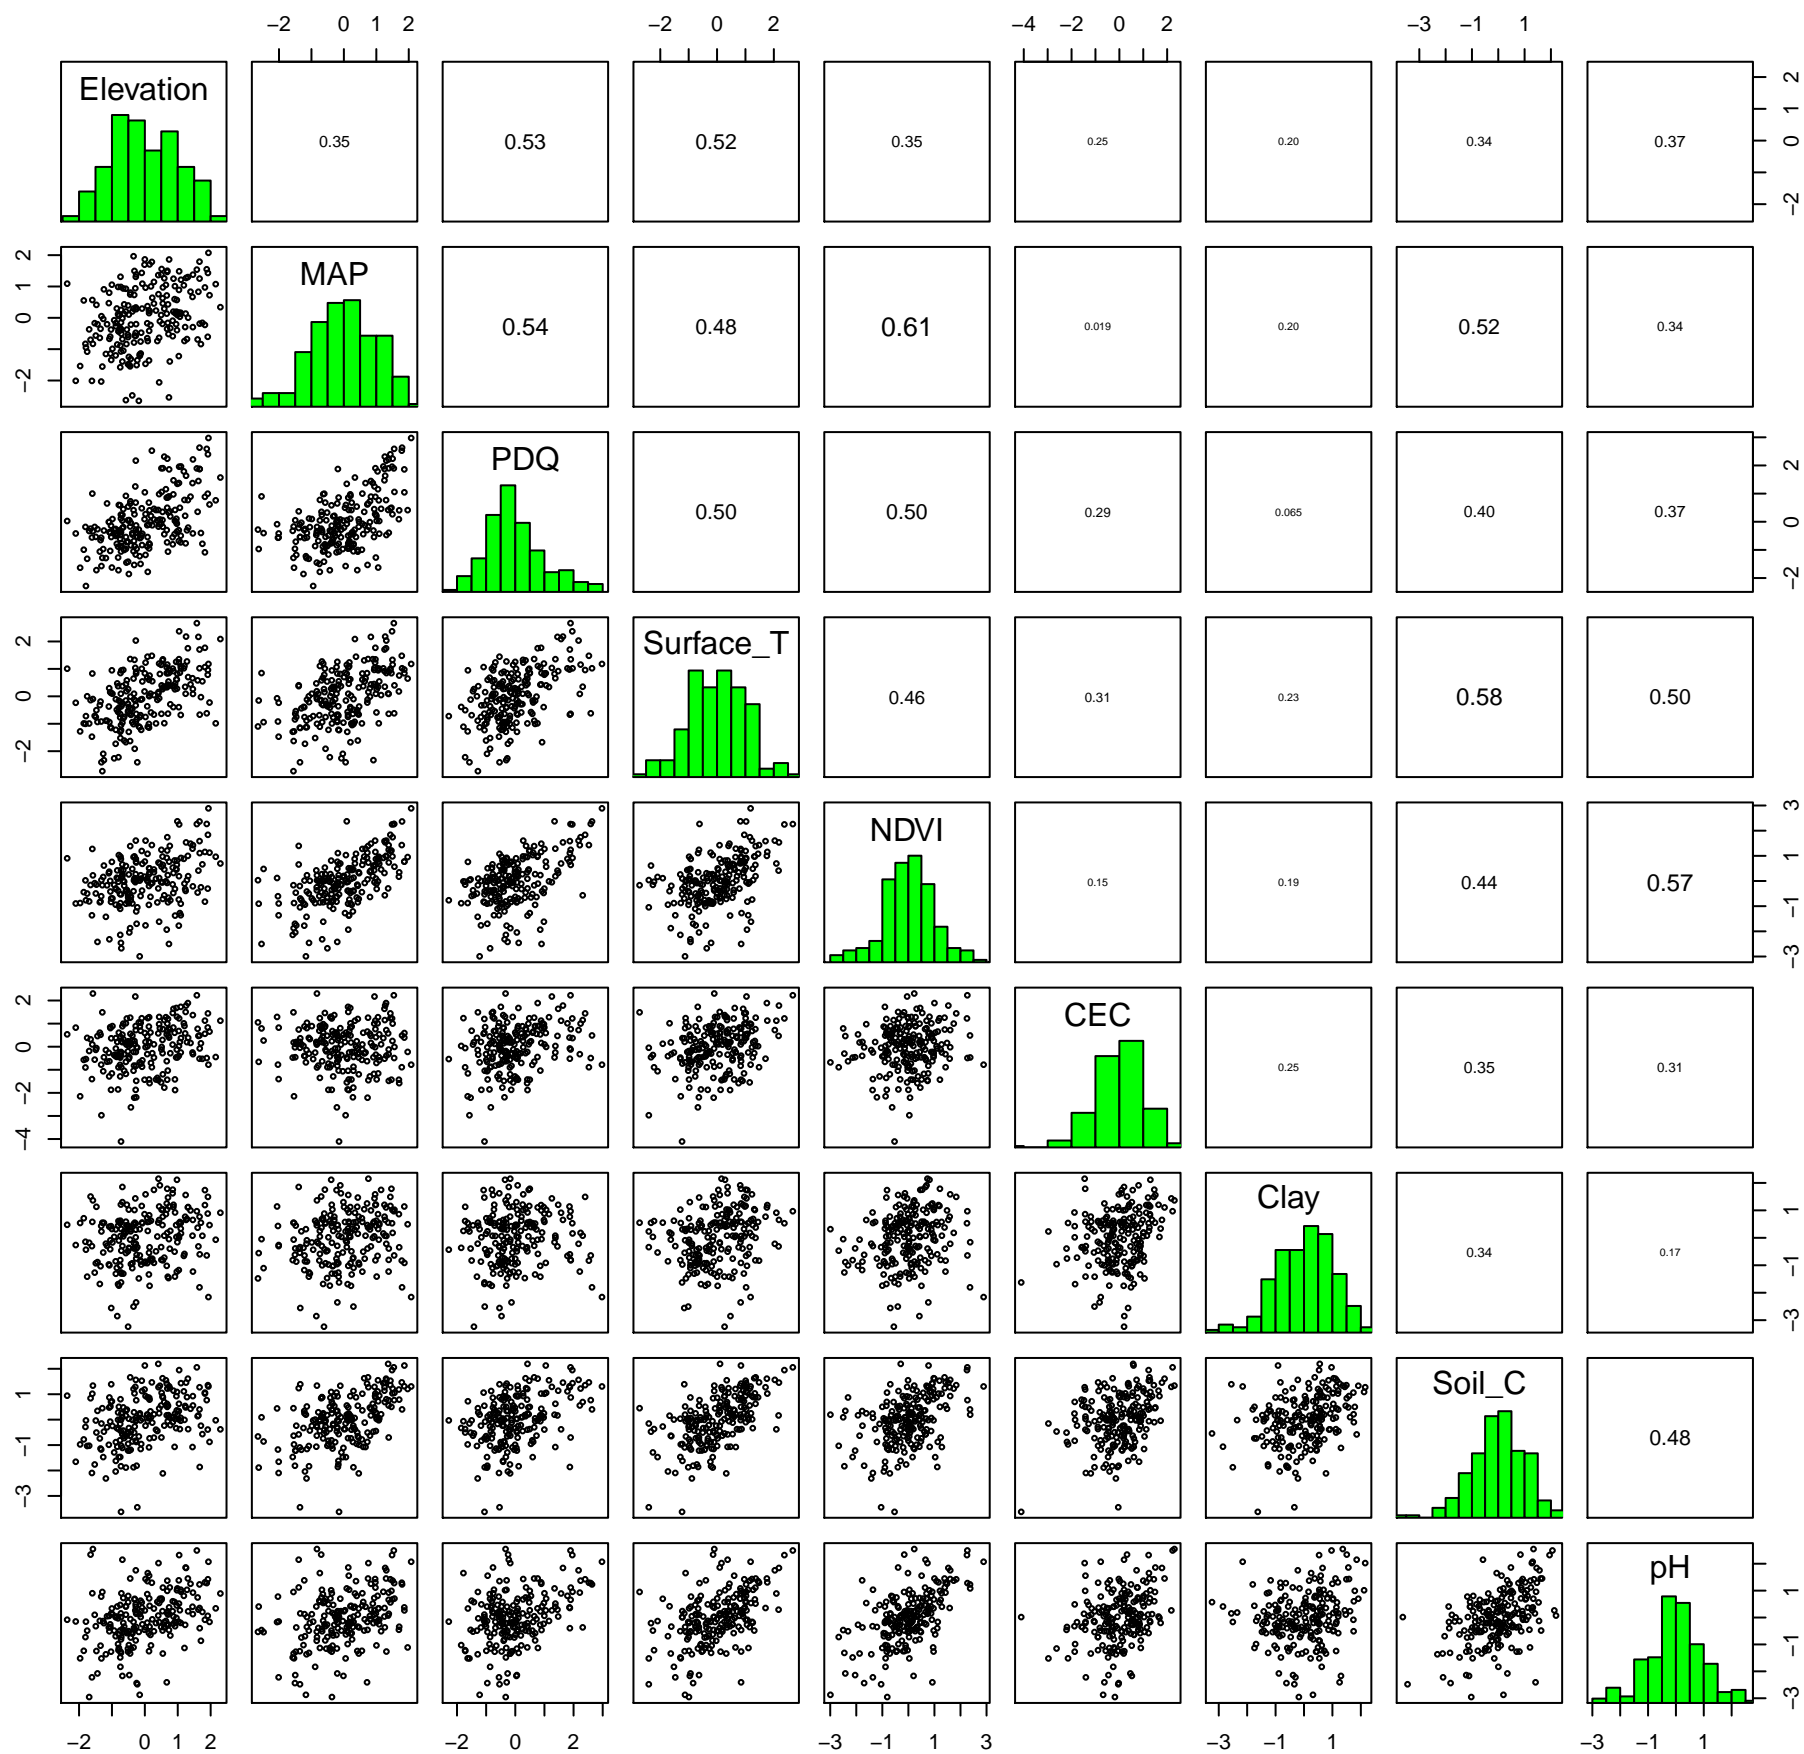 −2 0 1 2 −2 0 2 −4 −2 0 2 −3 −1 1
Elevation 0.35 0.53 0.52 0.35 0.25 0.20 0.34 0.37 −2 0 1 2
−2 0 1 2 MAP 0.54 0.48 0.61 0.019 0.20 0.52 0.34
PDQ 0.50 0.50 0.29 0.065 0.40 0.37 −2 0 2
−2 0 2 Surface_T 0.46 0.31 0.23 0.58 0.50
NDVI 0.15 0.19 0.44 0.57 −3 −1 1 3
−4 −2 0 2 CEC 0.25 0.35 0.31
Clay 0.34 0.17 −3 −1 1
−3 −1 1 Soil_C 0.48
pH −3 −1 1
−2 0 1 2 −2 0 2 −3 −1 1 3 −3 −1 1 −3 −1 1